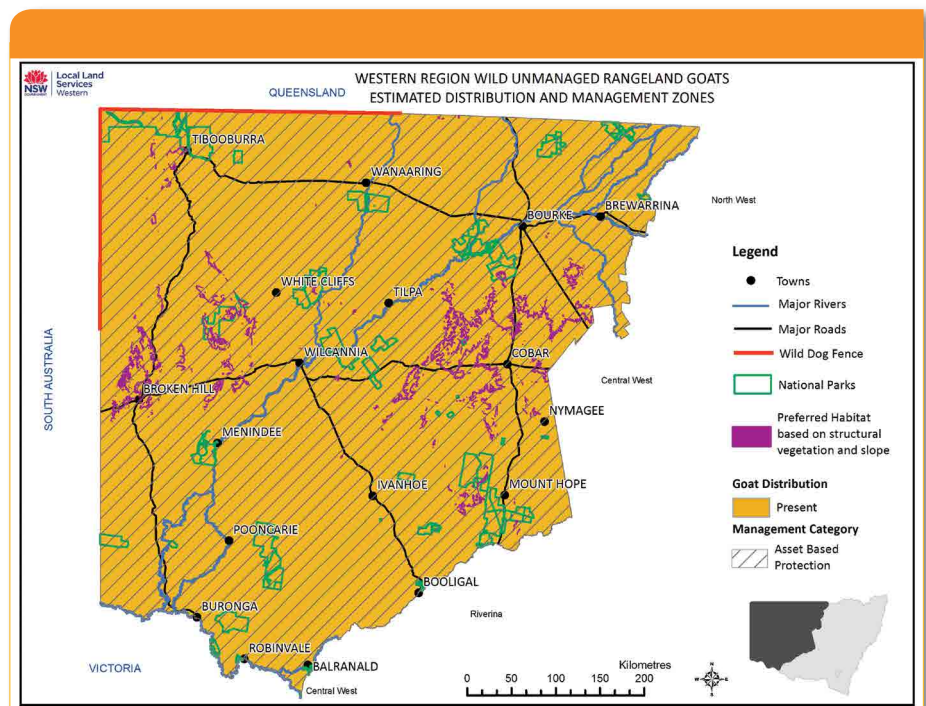 NSW
GOVERNMENT
Local Land
Services
Western
WESTERN REGION WILD UNMANAGED RANGELAND GOATS
ESTIMATED DISTRIBUTION AND MANAGEMENT ZONES
QUEENSLAND
TIBOOBURRA
WANAARING
North West
BREWARRINA
BOURKE
WHITE CLIFFS
TILPA
SOUTH AUSTRALIA
WILCANNIA
COBAR
Central West
BROKEN HILL
NYMAGEE
MENINDEE
IVANHOE
MOUNT HOPE
POONCARIE
BOOLIGAL
BURONGA
Riverina
ROBINVALE
VICTORIA
BALRANALD
Central West
Legend
Towns
Major Rivers
Major Roads
Wild Dog Fence
National Parks
Preferred Habitat
based on structural
vegetation and slope
Goat Distribution
Present
Management Category
Asset Based
Protection
Kilometres
0 50 100 150 200
N
W E
S